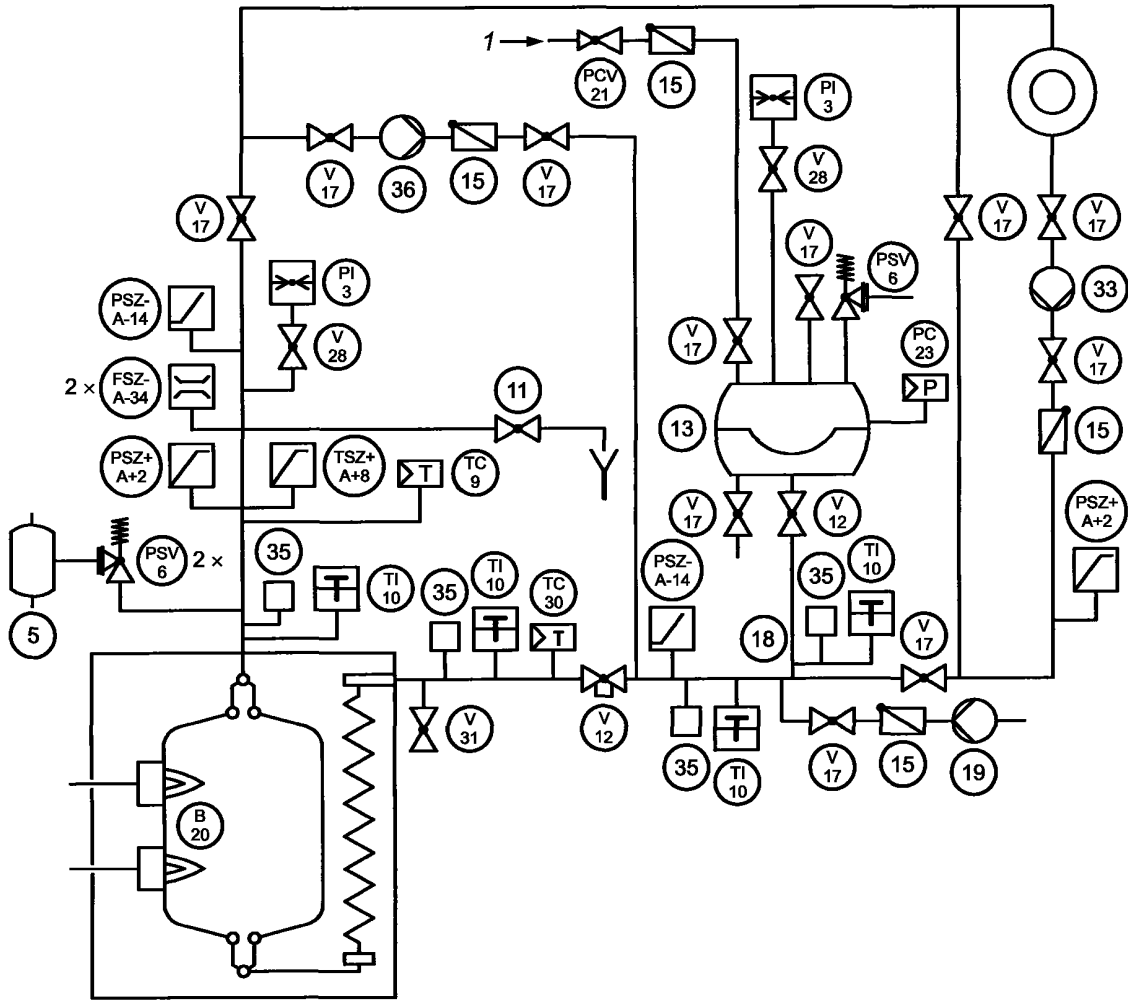 1
PCV
21
15
PI
3
V
17
36
15
V
17
V
28
V
17
V
17
V
17
V
17
PSV
6
PI
3
33
PSZ-
A-14
V
28
V
17
PC
23
V
17
2 × FSZ-
A-34
11
13
15
PSZ+
A+2
TSZ+
A+8
T
TC
9
P
V
17
V
12
PSZ+
A+2
PSV
6
2 ×
35
T
TI
10
35
TI
10
T
TC
30
T
PSZ-
A-14
35
TI
10
T
5
18
V
17
V
31
V
12
35
T
TI
10
V
17
15
19
B
20